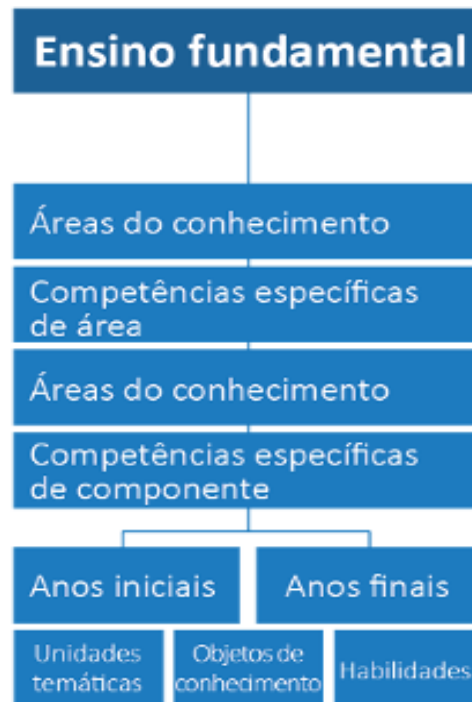 Ensino fundamental
Áreas do conhecimento
Competências específicas
de área
Áreas do conhecimento
Competências específicas
de componente
Anos iniciais
Anos finais
Unidades
temáticas
Objetos de
conhecimento
Habilidades